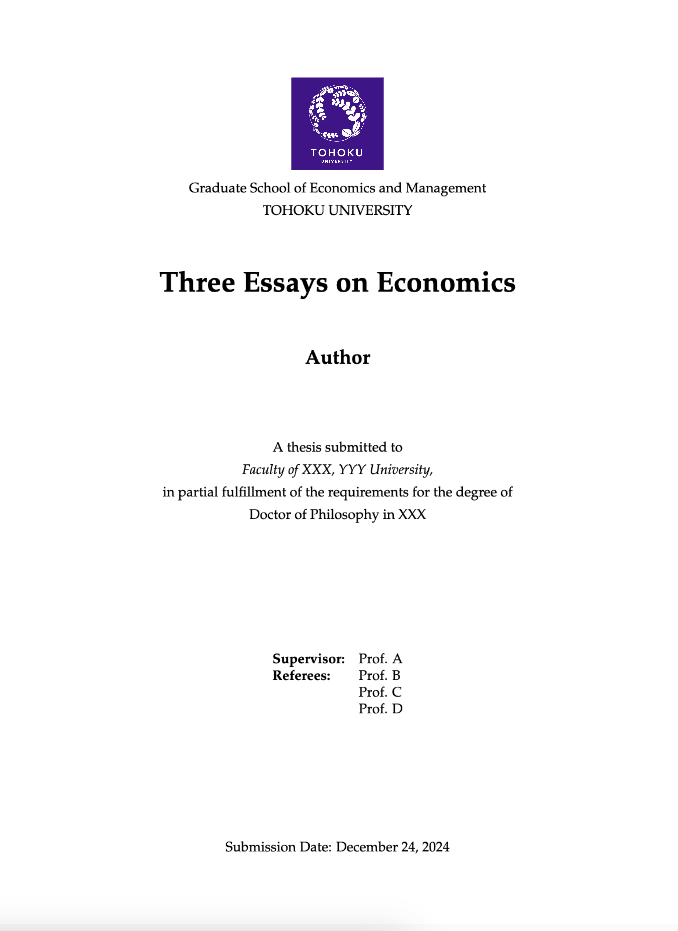 TOHOKU
UNIVERSITY
Graduate School of Economics and Management
TOHOKU UNIVERSITY
Three Essays on Economics
Author
A thesis submitted to
Faculty of XXX, YYY University,
in partial fulfillment of the requirements for the degree of
Doctor of Philosophy in XXX
Supervisor: Prof. A
Referees: Prof. B
Prof. C
Prof. D
Submission Date: December 24, 2024